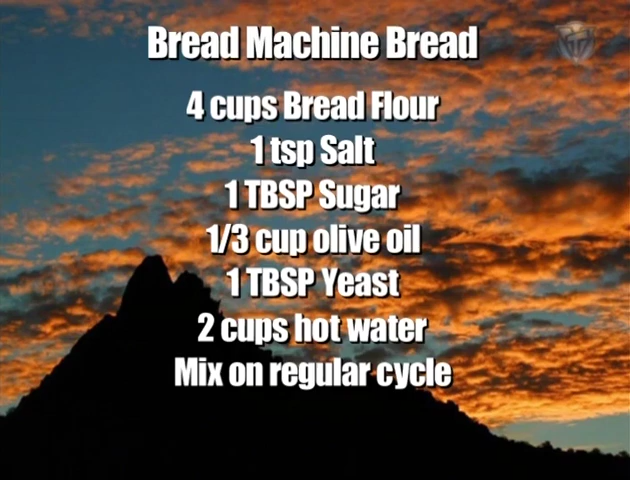 Bread Machine Bread
4 cups Bread Flour
1 tsp Salt
1 TBSP Sugar
1/3 cup olive oil
1 TBSP Yeast
2 cups hot water
Mix on regular cycle